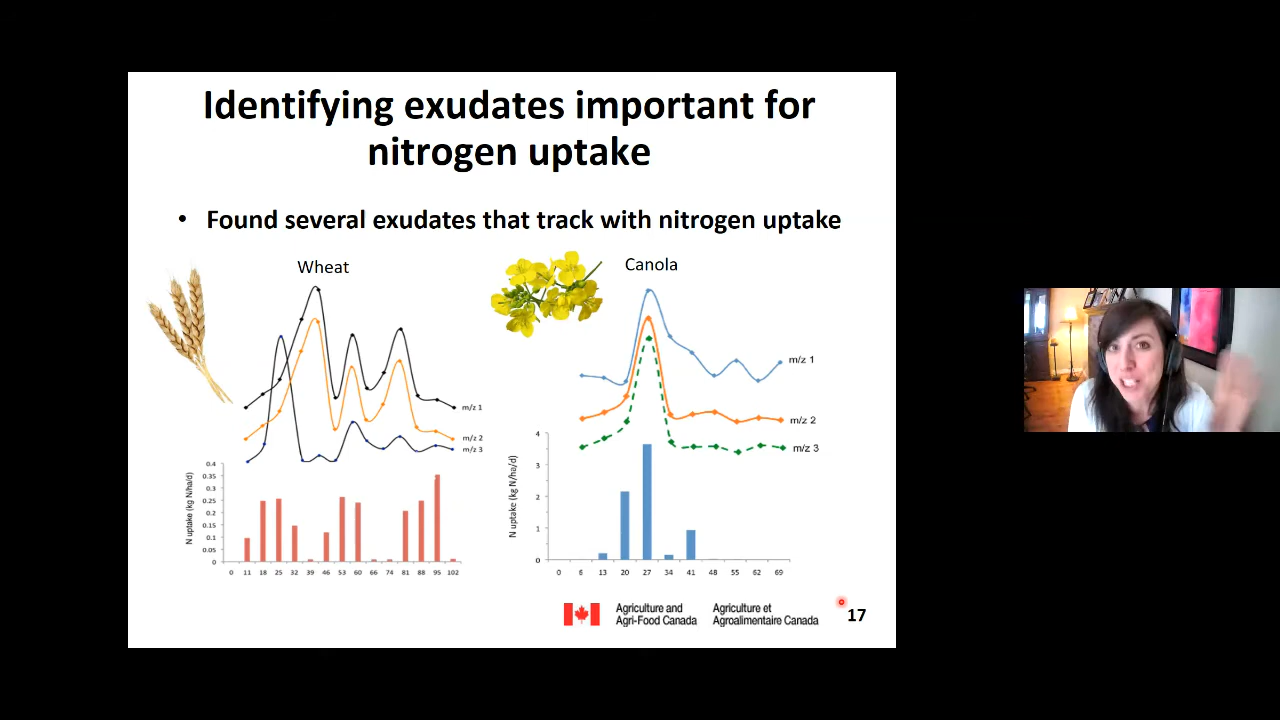 Identifying exudates important for
nitrogen uptake
• Found several exudates that track with nitrogen uptake
Wheat
m/z 1
m/z 2
m/z 3
N uptake (kg N/ha/d)
0.4
0.35
0.3
0.25
0.2
0.15
0.1
0.05
0
0 11 18 25 32 39 46 53 60 66 74 81 88 95 102
Canola
m/z 1
m/z 2
m/z 3
N uptake (kg N/ha/d)
4
3
2
1
0
0 6 13 20 27 34 41 48 55 62 69
Agriculture and
Agri-Food Canada
Agriculture et
Agroalimentaire Canada
17